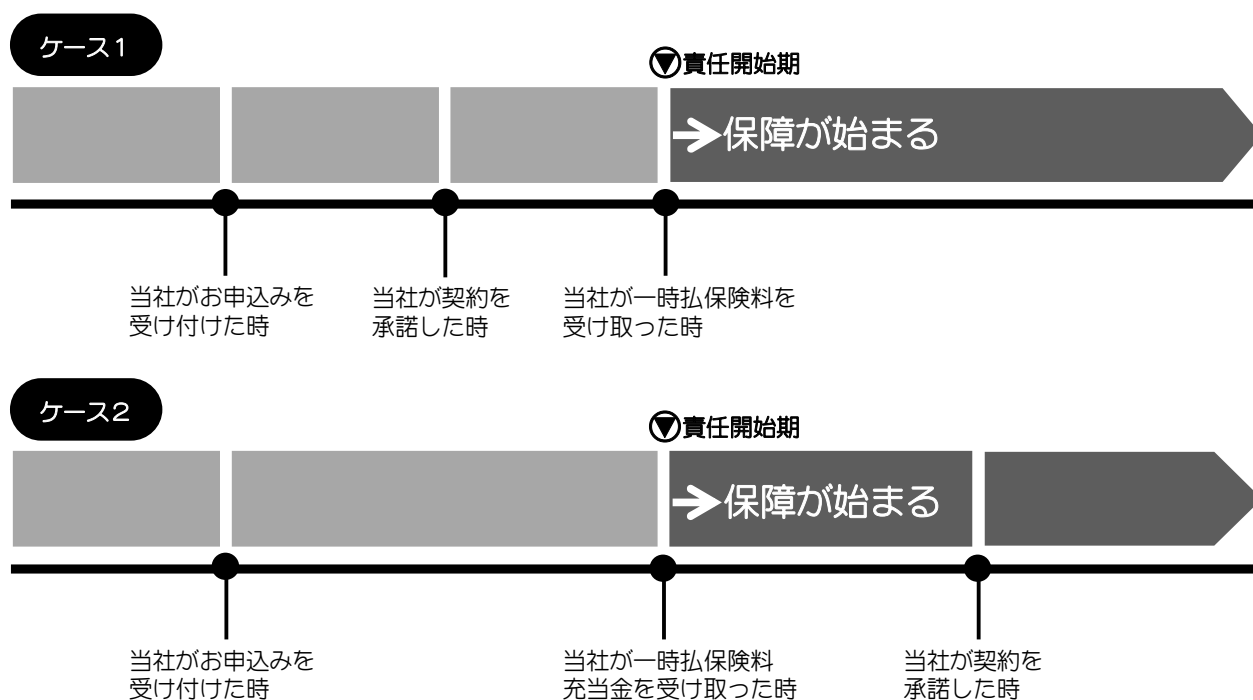 ケース1
責任開始期
保障が始まる
当社がお申込みを
受け付けた時
当社が契約を
承諾した時
当社が一時払保険料を
受け取った時
ケース2
責任開始期
保障が始まる
当社がお申込みを
受け付けた時
当社が一時払保険料
充当金を受け取った時
当社が契約を
承諾した時